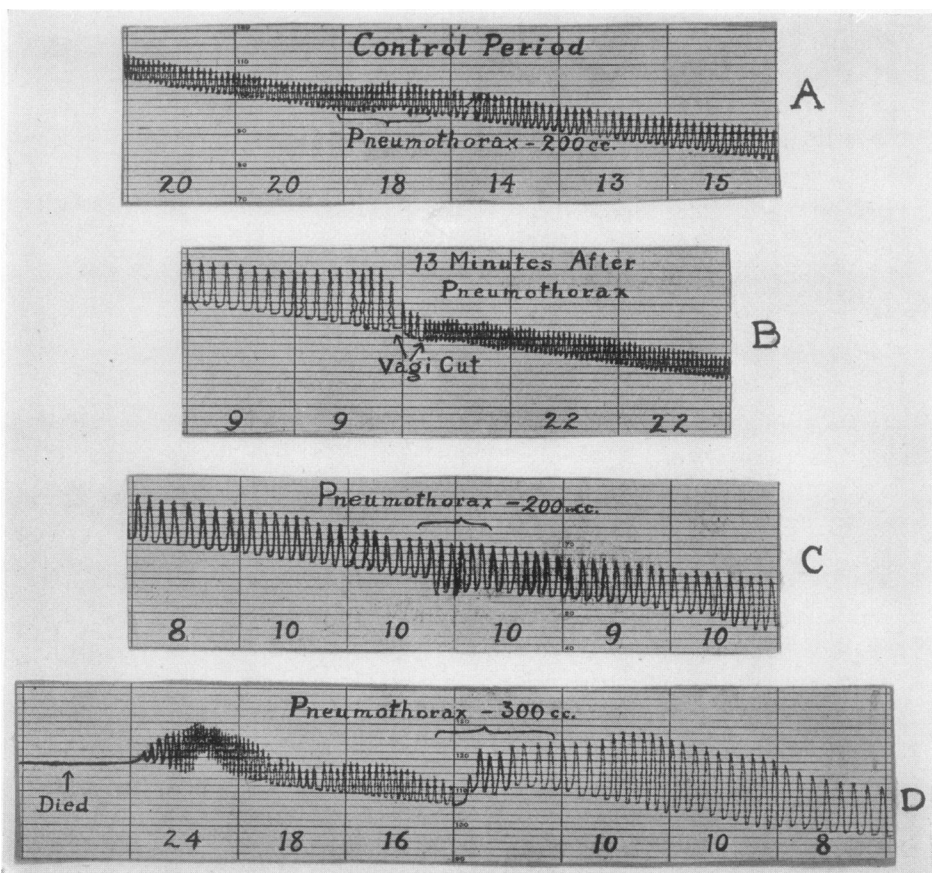 Control Period
A
Pneumothorax – 200 cc.
20 20 18 14 13 15
13 Minutes After
Pneumothorax
B
Vagi Cut
9 9 22 22
Pneumothorax – 200 cc.
C
8 10 10 10 9 10
Pneumothorax – 300 cc.
Died
D
24 18 16 10 10 8